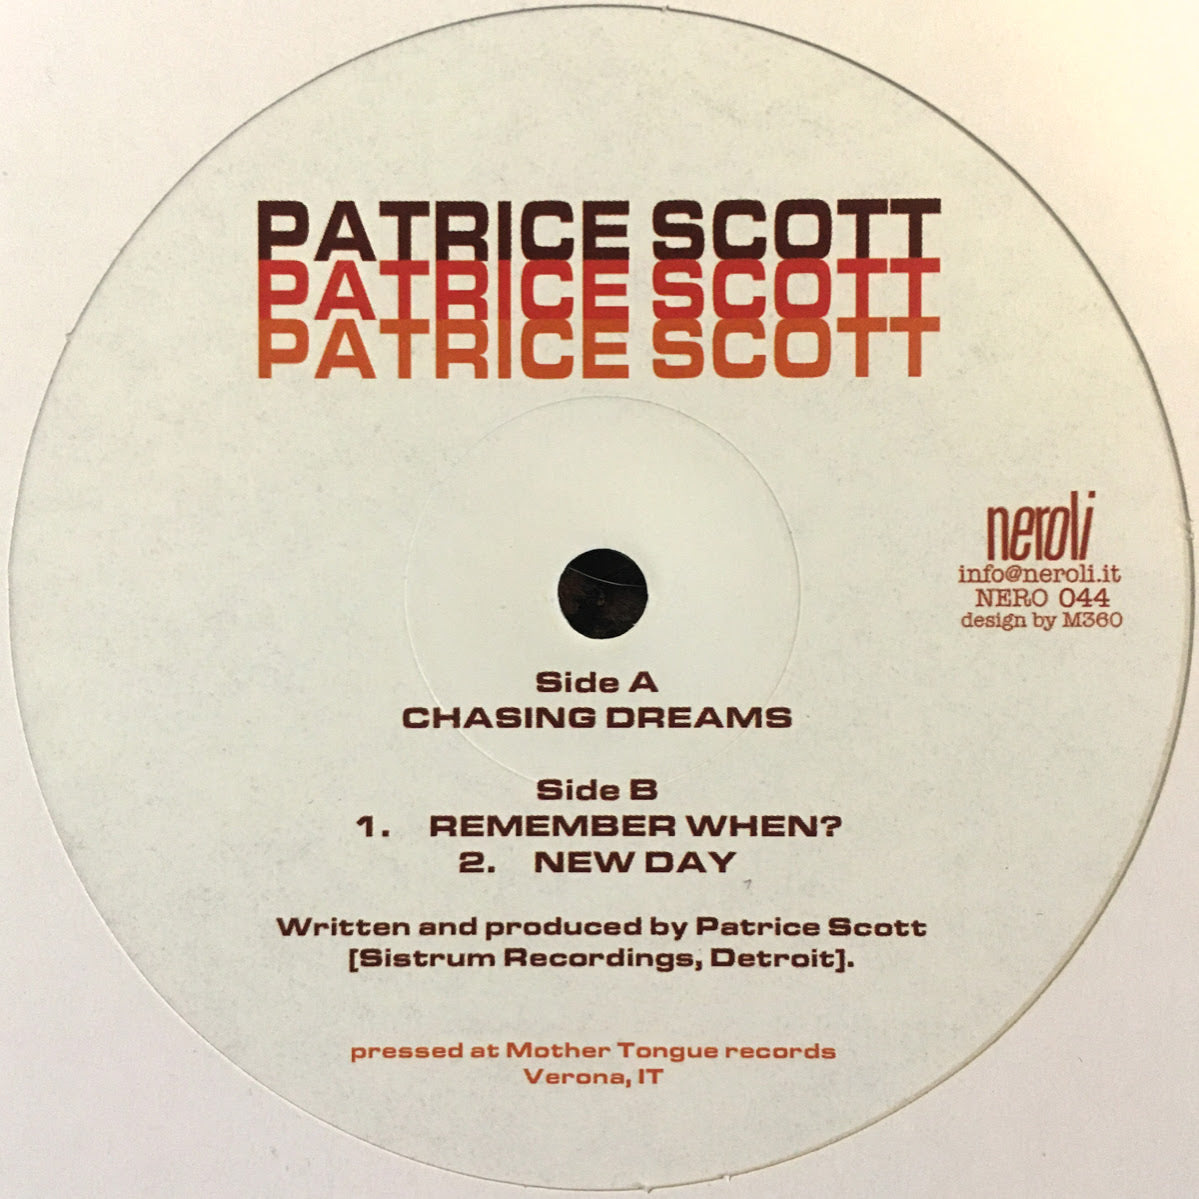 PATRICE SCOTT
PATRICE SCOTT
PATRICE SCOTT
neroli
info@neroli.it
NERO 044
design by M360
Side A
CHASING DREAMS
Side B
1. REMEMBER WHEN?
2. NEW DAY
Written and produced by Patrice Scott
[Sistrum Recordings, Detroit].
pressed at Mother Tongue records
Verona, IT